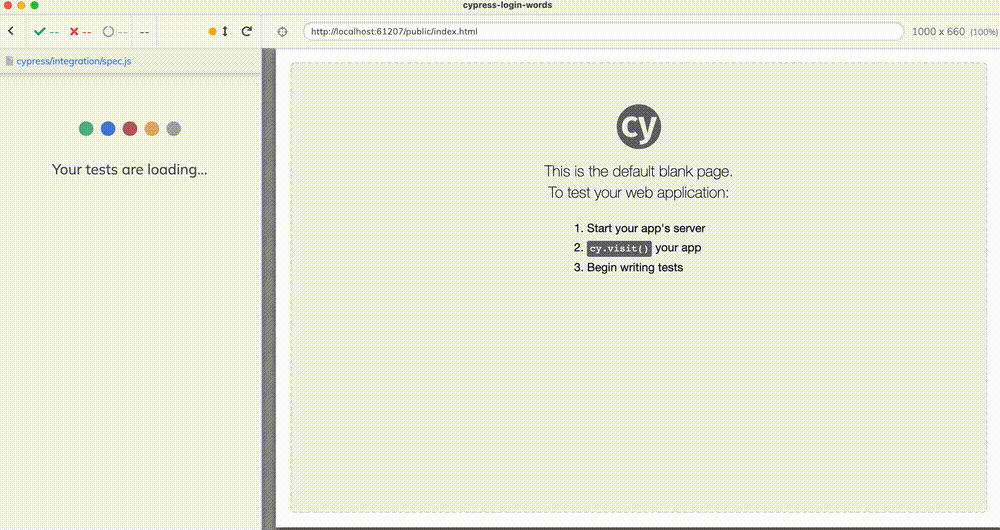 cypress-login-words
-- -- -- --
http://localhost:61207/public/index.html
1000 x 660 (100%)
cypress/integration/spec.js
Your tests are loading...
cy
This is the default blank page.
To test your web application:
1. Start your app's server
2. cy.visit() your app
3. Begin writing tests